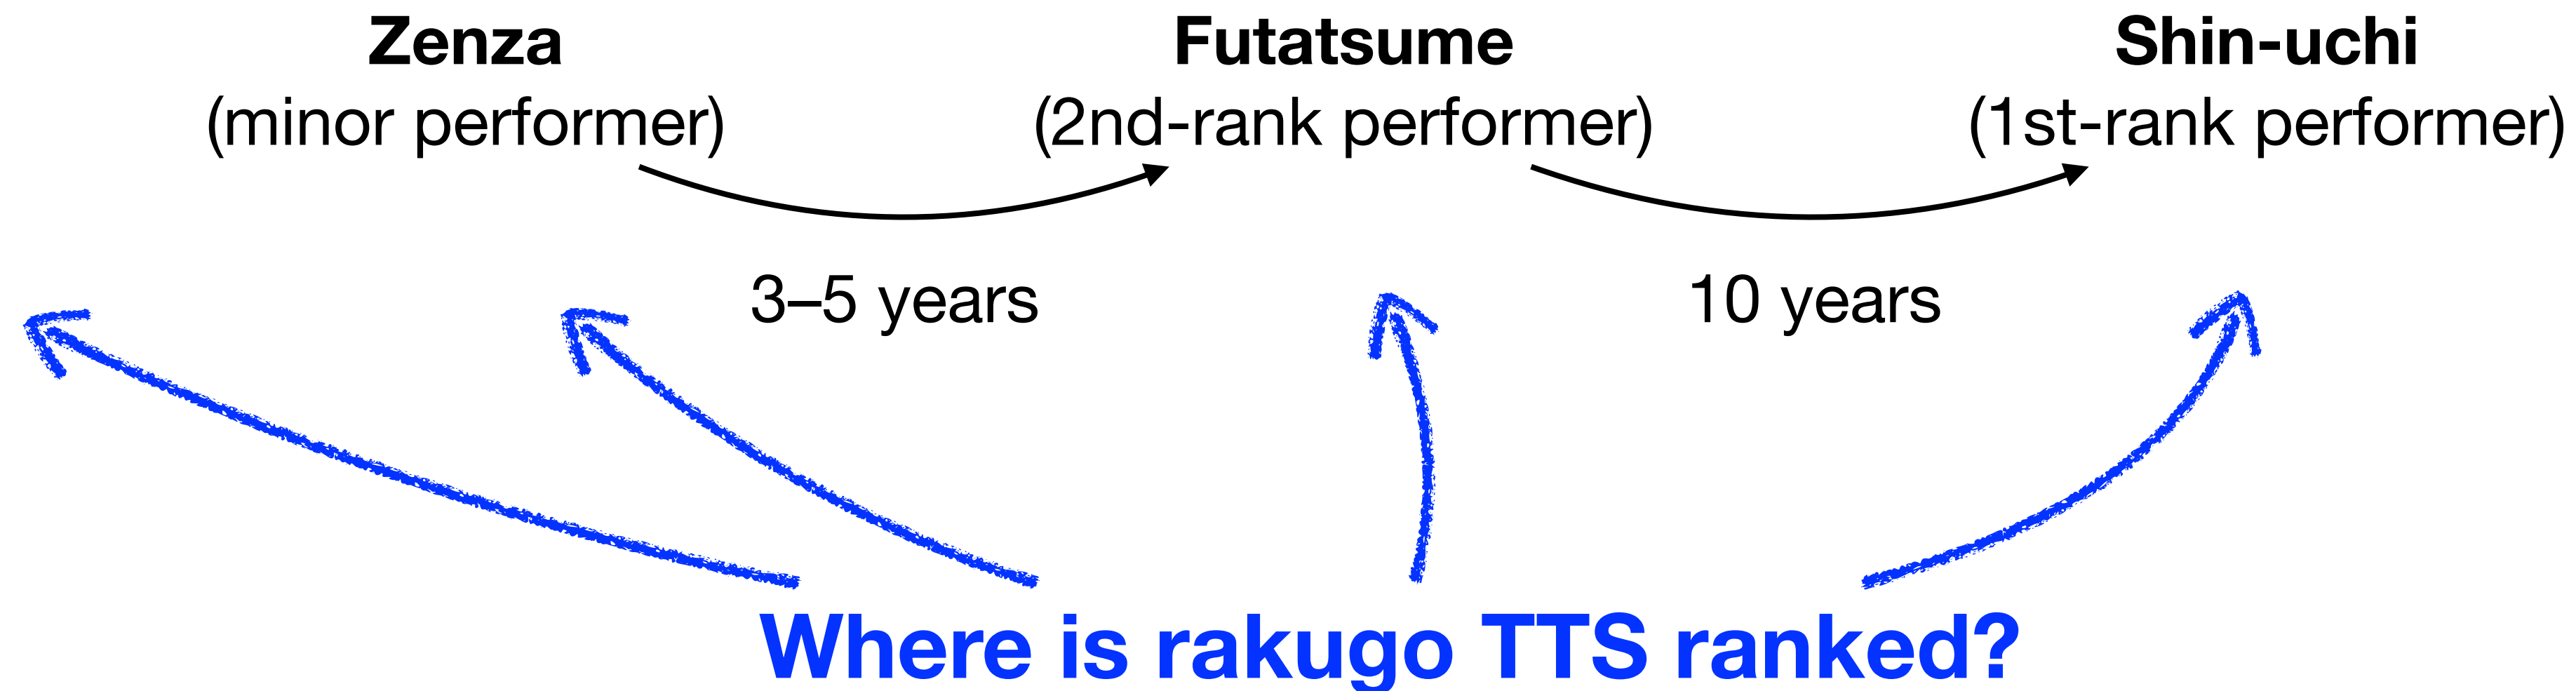 Zenza
(minor performer)
Futatsume
(2nd-rank performer)
Shin-uchi
(1st-rank performer)
3–5 years
10 years
Where is rakugo TTS ranked?